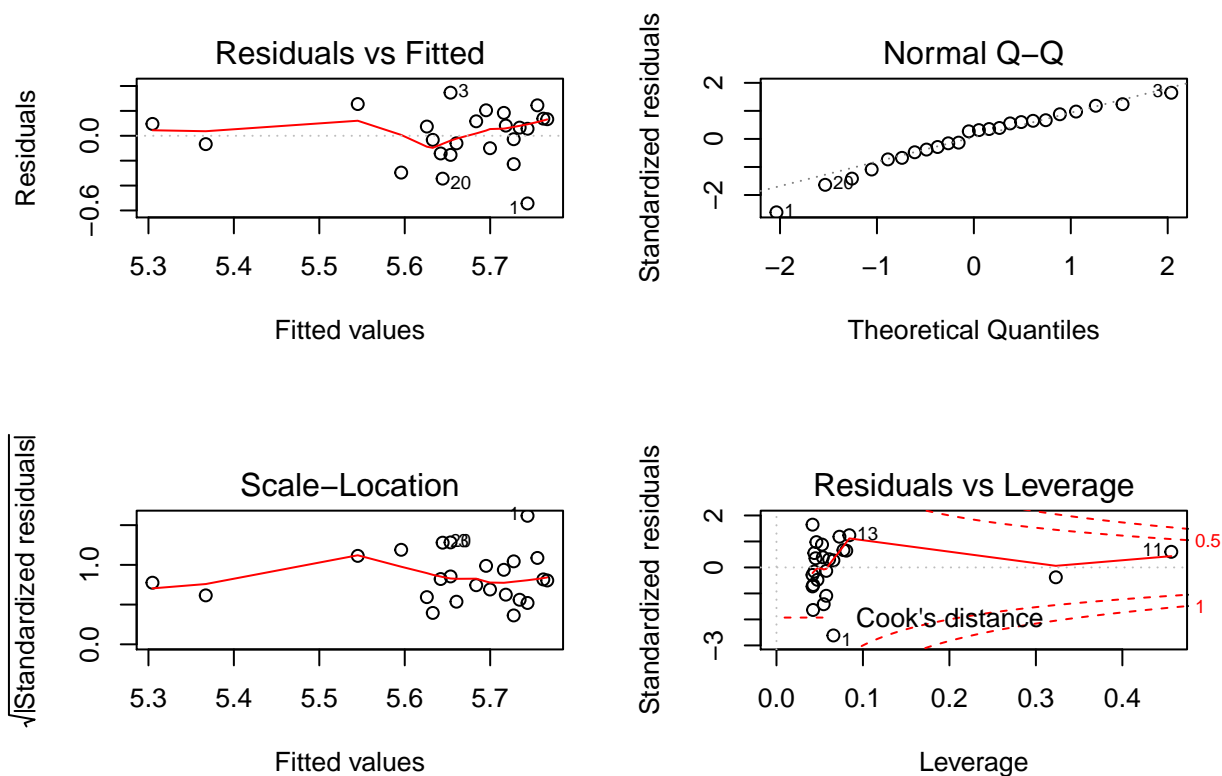 Residuals vs Fitted
Residuals
0.0
−0.6
3
20
1
5.3 5.4 5.5 5.6 5.7
Fitted values
Normal Q−Q
Standardized residuals
2
0
−2
3
20
1
−2 −1 0 1 2
Theoretical Quantiles
Scale−Location
√|Standardized residuals|
1.0
0.0
1
5.3 5.4 5.5 5.6 5.7
Fitted values
Residuals vs Leverage
Standardized residuals
2
0
−3
13
11
0.5
1
Cook's distance
1
0.0 0.1 0.2 0.3 0.4
Leverage